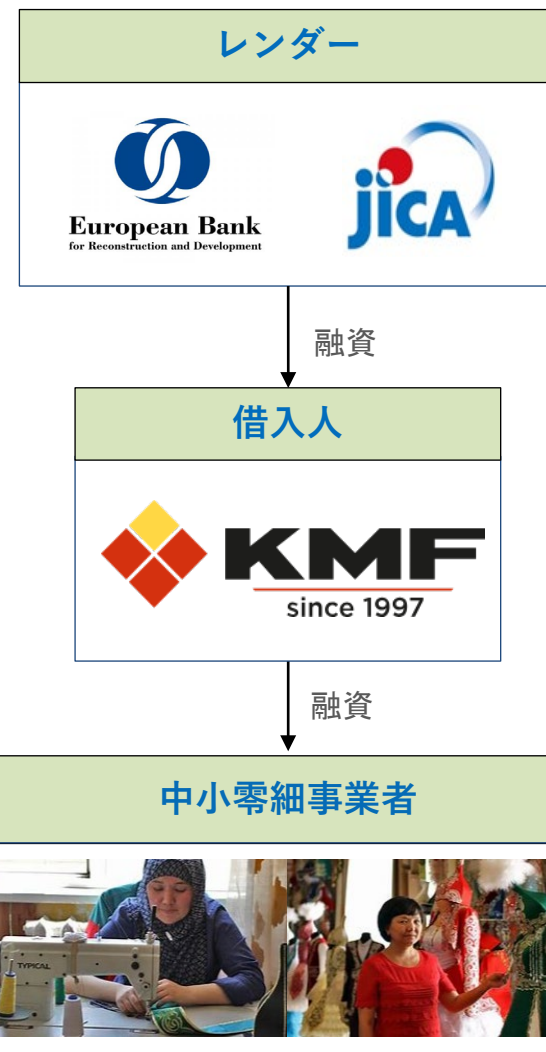 レンダー
European Bank
for Reconstruction and Development
jICA
融資
借入人
KMF
since 1997
融資
中小零細事業者
TYPICAL